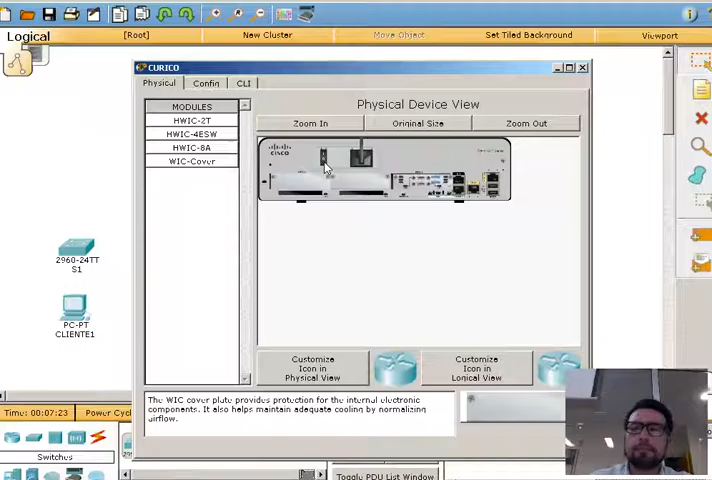 Logical
[Root]
New Cluster
Move Object
Set Tiled Background
Viewport
CURICO
Physical
Config
CLI
MODULES
HWIC-2T
HWIC-4ESW
HWIC-8A
WIC-Cover
Physical Device View
Zoom In
Original Size
Zoom Out
CISCO
2960-24TT
S1
PC-PT
CLIENTE1
Customize
Icon in
Physical View
Customize
Icon in
Logical View
The WIC cover plate provides protection for the internal electronic
components. It also helps maintain adequate cooling by normalizing
airflow.
Time: 00:07:23
Power Cyc
Switches
Toggle PDU List Window